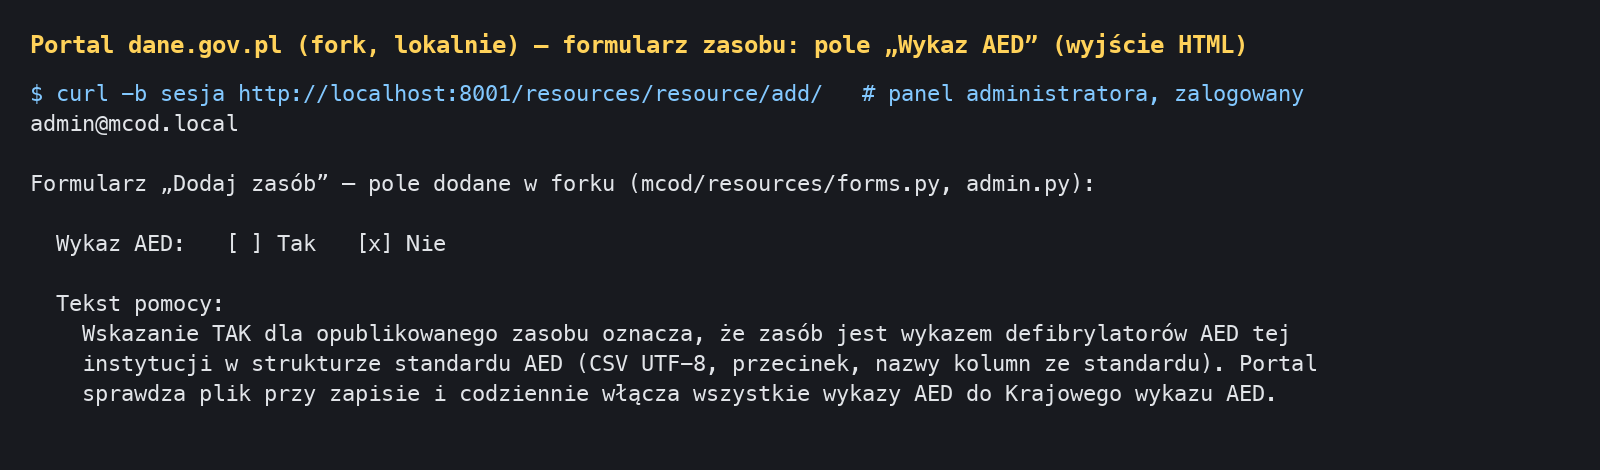 Portal dane.gov.pl (fork, lokalnie) — formularz zasobu: pole „Wykaz AED” (wyjście HTML)
$ curl -b sesja http://localhost:8001/resources/resource/add/   # panel administratora, zalogowany
admin@mcod.local
Formularz „Dodaj zasób” — pole dodane w forku (mcod/resources/forms.py, admin.py):
Wykaz AED:   [ ] Tak   [x] Nie
Tekst pomocy:
Wskazanie TAK dla opublikowanego zasobu oznacza, że zasób jest wykazem defibrylatorów AED tej
instytucji w strukturze standardu AED (CSV UTF-8, przecinek, nazwy kolumn ze standardu). Portal
sprawdza plik przy zapisie i codziennie włącza wszystkie wykazy AED do Krajowego wykazu AED.